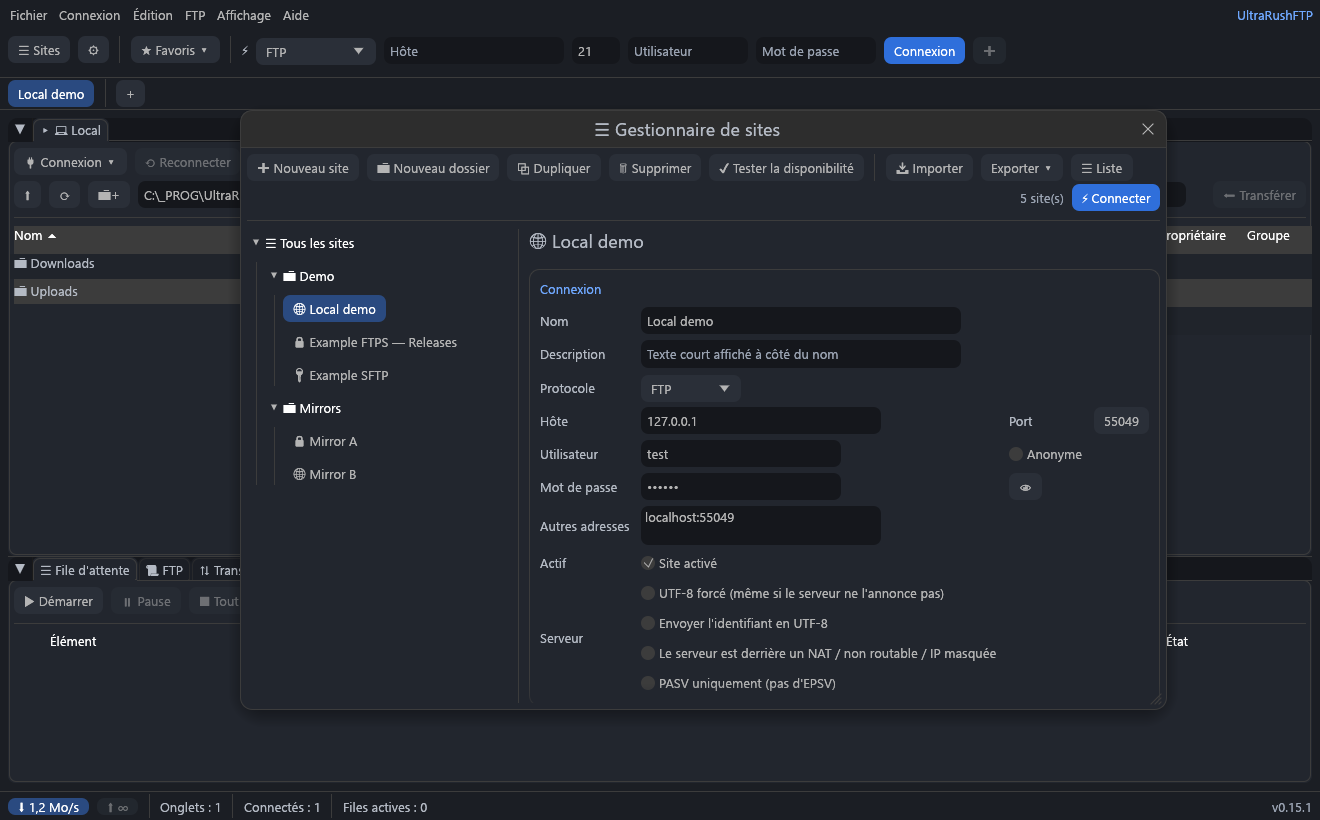 Fichier Connexion Édition FTP Affichage Aide UltraRushFTP
Sites Favoris FTP Hôte 21 Utilisateur Mot de passe Connexion +
Local demo +
Local
Gestionnaire de sites
Connexion Reconnecter
Nouveau site Nouveau dossier Dupliquer Supprimer Tester la disponibilité Importer Exporter Liste
C:\_PROG\UltraR
5 site(s) Connecter
Transférer
Nom
ropriétaire Groupe
Downloads
Uploads
Tous les sites
Demo
Local demo
Example FTPS — Releases
Example SFTP
Mirrors
Mirror A
Mirror B
Local demo
Connexion
Nom Local demo
Description Texte court affiché à côté du nom
Protocole FTP
Hôte 127.0.0.1 Port 55049
Utilisateur test Anonyme
Mot de passe ••••••
Autres adresses localhost:55049
Actif Site activé
UTF-8 forcé (même si le serveur ne l'annonce pas)
Envoyer l'identifiant en UTF-8
Serveur
Le serveur est derrière un NAT / non routable / IP masquée
PASV uniquement (pas d'EPSV)
File d'attente FTP Trans
Démarrer Pause Tout
Élément État
1,2 Mo/s ∞ Onglets : 1 Connectés : 1 Files actives : 0 v0.15.1